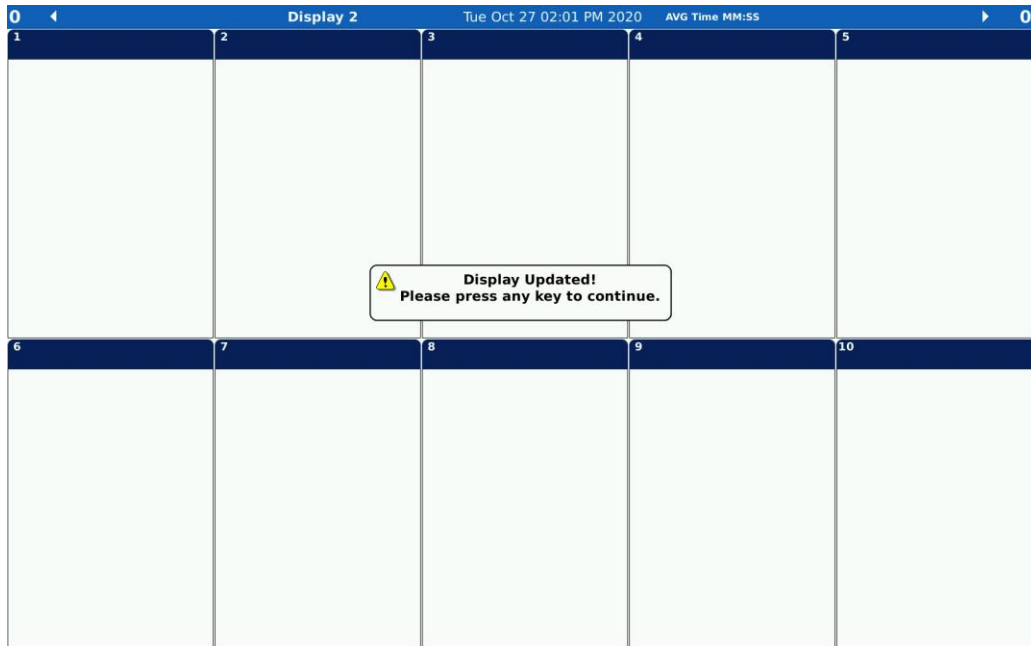 0 Display 2 Tue Oct 27 02:01 PM 2020 AVG Time MM:SS 0
1 2 3 4 5
Display Updated!
Please press any key to continue.
6 7 8 9 10